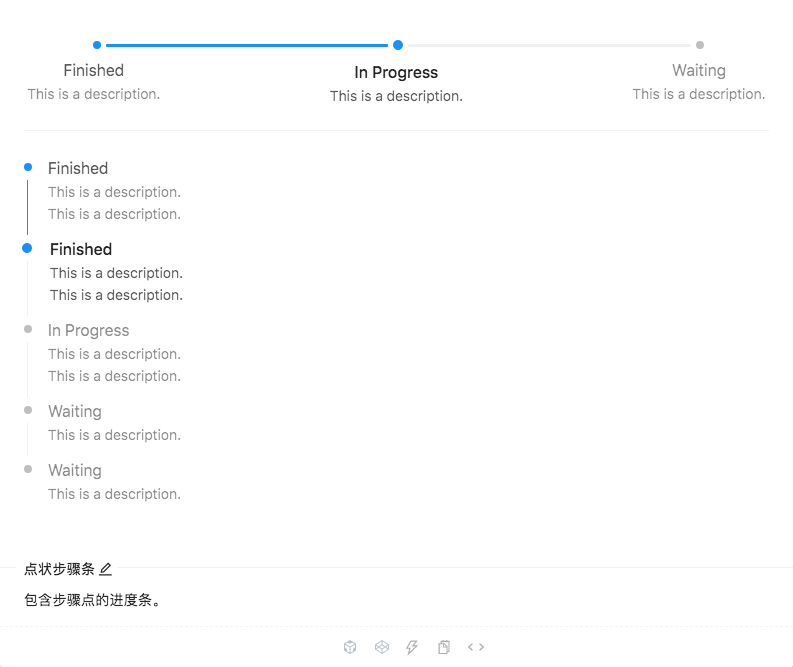 Finished In Progress Waiting
This is a description. This is a description. This is a description.
Finished
This is a description.
This is a description.
Finished
This is a description.
This is a description.
In Progress
This is a description.
This is a description.
Waiting
This is a description.
Waiting
This is a description.
点状步骤条
包含步骤点的进度条。